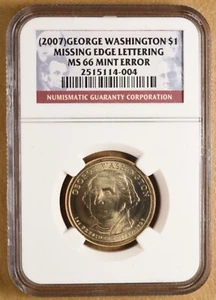 (2007)GEORGE WASHINGTON $1
MISSING EDGE LETTERING
MS 66 MINT ERROR
2515114-004
NUMISMATIC GUARANTY CORPORATION
GEORGE WASHINGTON